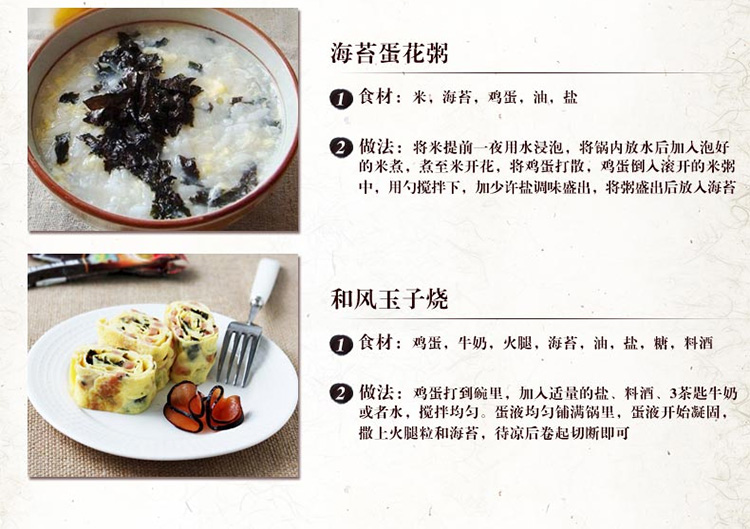 海苔蛋花粥
1 食材：米，海苔，鸡蛋，油，盐
2 做法：将米提前一夜用水浸泡，将锅内放水后加入泡好
的米煮，煮至米开花，将鸡蛋打散，鸡蛋倒入滚开的米粥
中，用勺搅拌下，加少许盐调味盛出，将粥盛出后放入海苔
和风玉子烧
1 食材：鸡蛋，牛奶，火腿，海苔，油，盐，糖，料酒
2 做法：鸡蛋打到碗里，加入适量的盐、料酒、3茶匙牛奶
或者水，搅拌均匀。蛋液均匀铺满锅里，蛋液开始凝固，
撒上火腿粒和海苔，待凉后卷起切断即可